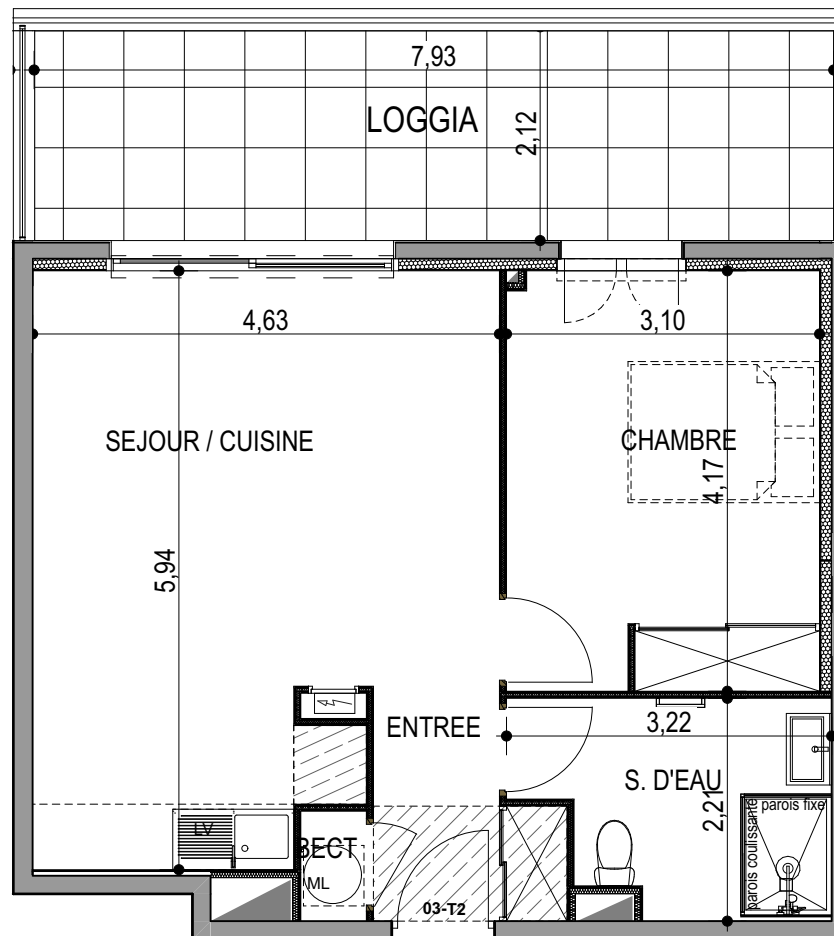 7,93
LOGGIA
2,12
4,63
3,10
SEJOUR / CUISINE
CHAMBRE
4,17
5,94
ENTREE
3,22
S. D'EAU
2,21
parois fixe
parois coulissante
LV
BECT
ML
03-T2